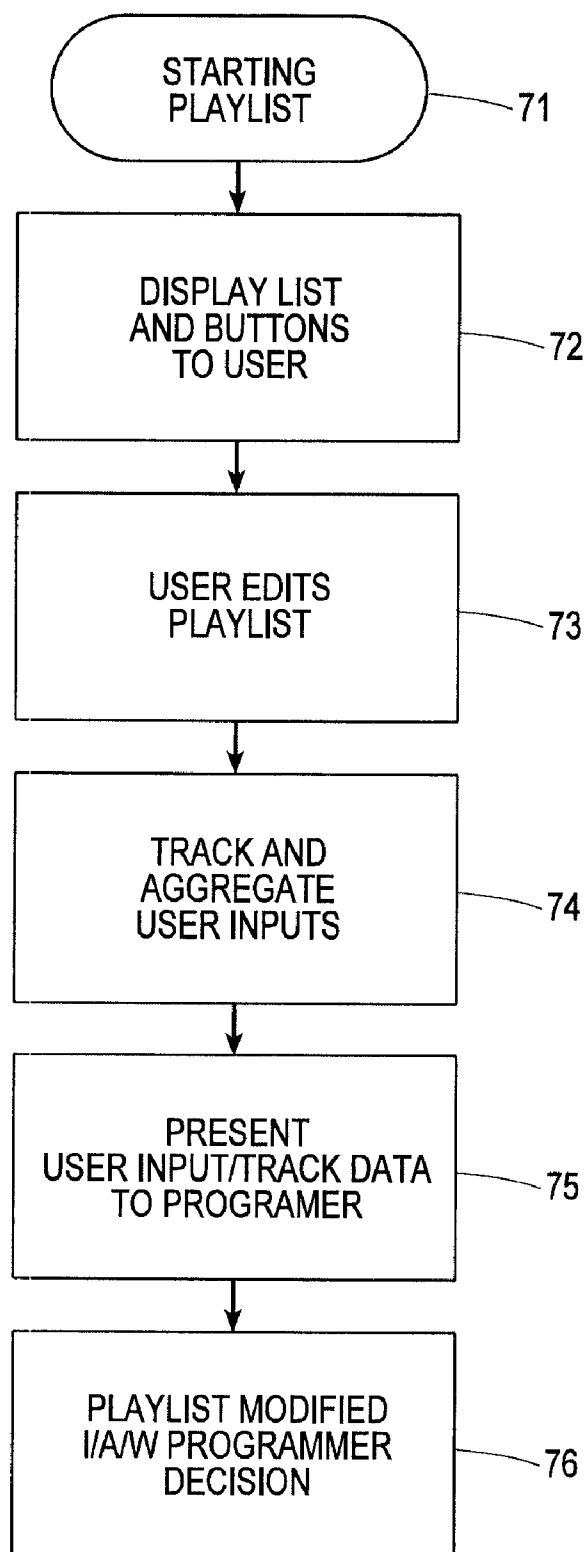 STARTING
PLAYLIST
71
DISPLAY LIST
AND BUTTONS
TO USER
72
USER EDITS
PLAYLIST
73
TRACK AND
AGGREGATE
USER INPUTS
74
PRESENT
USER INPUT/TRACK DATA
TO PROGRAMER
75
PLAYLIST MODIFIED
I/A/W PROGRAMMER
DECISION
76